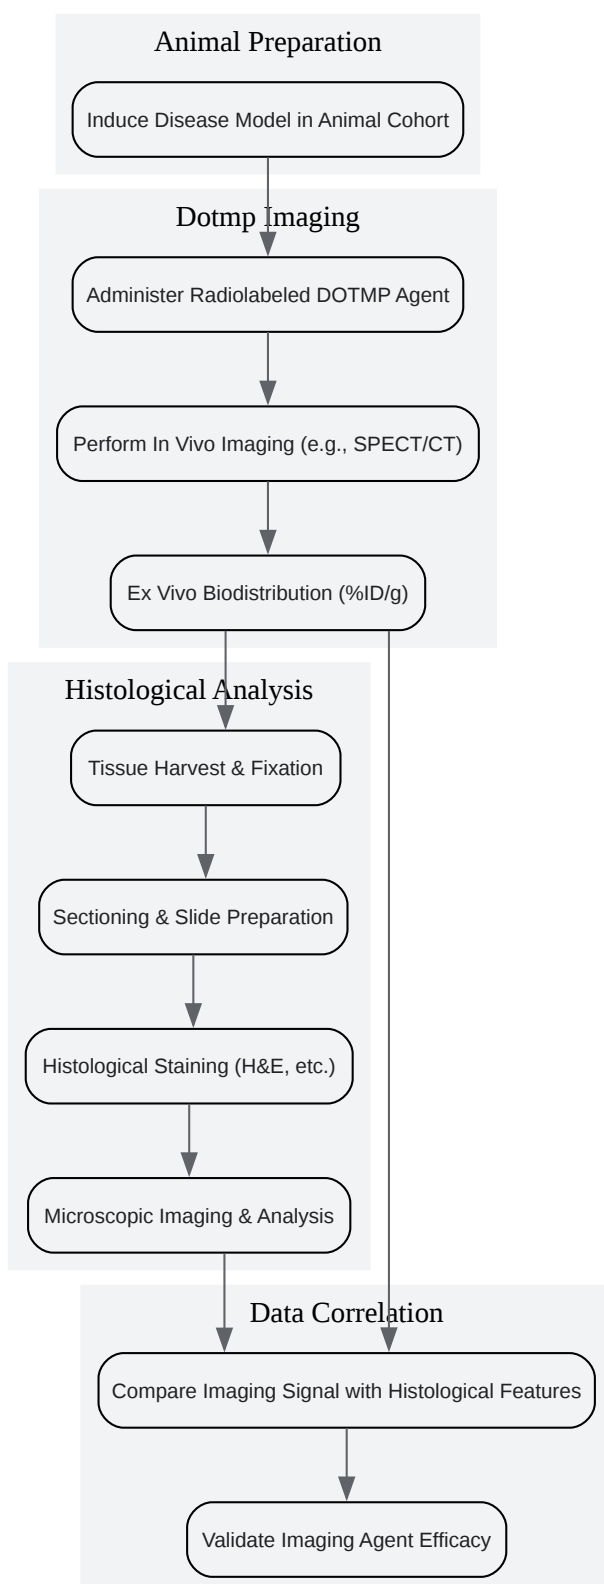 Animal Preparation
Induce Disease Model in Animal Cohort
Dotmp Imaging
Administer Radiolabeled DOTMP Agent
Perform In Vivo Imaging (e.g., SPECT/CT)
Ex Vivo Biodistribution (%ID/g)
Histological Analysis
Tissue Harvest & Fixation
Sectioning & Slide Preparation
Histological Staining (H&E, etc.)
Microscopic Imaging & Analysis
Data Correlation
Compare Imaging Signal with Histological Features
Validate Imaging Agent Efficacy